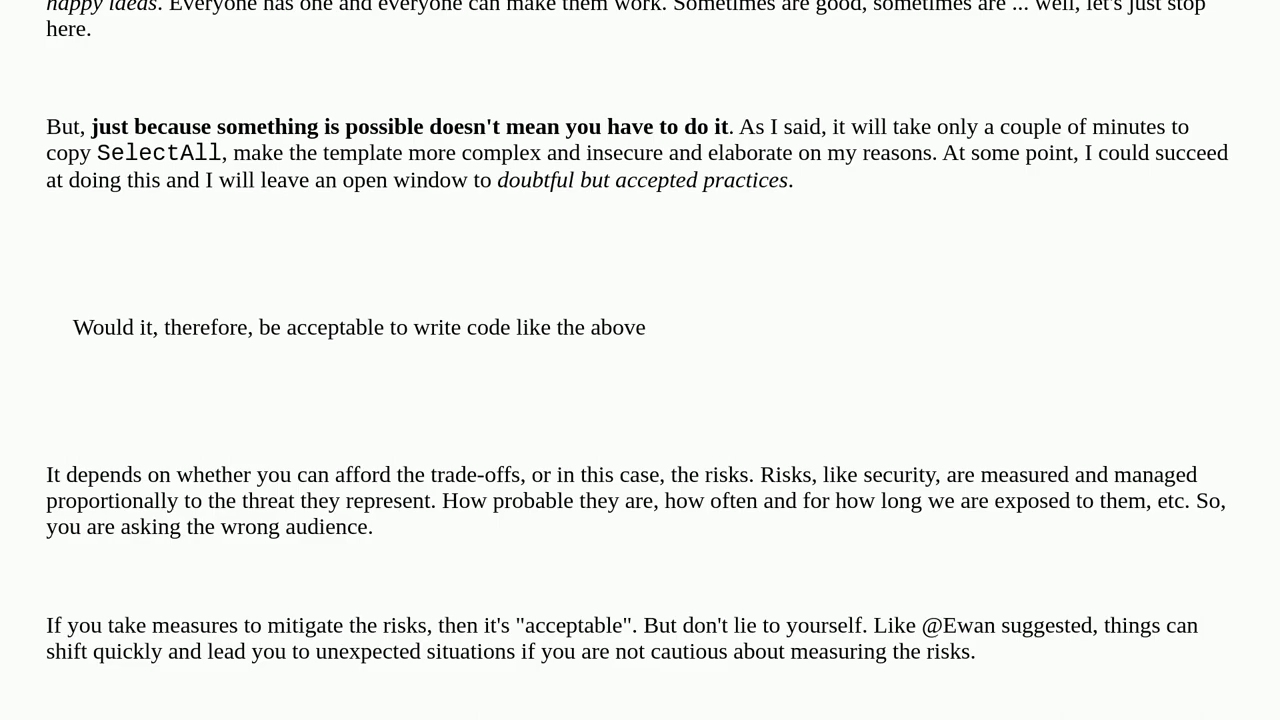 happy ideas. Everyone has one and everyone can make them work. Sometimes are good, sometimes are ... well, let's just stop
here.
But, just because something is possible doesn't mean you have to do it. As I said, it will take only a couple of minutes to
copy SelectAll, make the template more complex and insecure and elaborate on my reasons. At some point, I could succeed
at doing this and I will leave an open window to doubtful but accepted practices.
Would it, therefore, be acceptable to write code like the above
It depends on whether you can afford the trade-offs, or in this case, the risks. Risks, like security, are measured and managed
proportionally to the threat they represent. How probable they are, how often and for how long we are exposed to them, etc. So,
you are asking the wrong audience.
If you take measures to mitigate the risks, then it's "acceptable". But don't lie to yourself. Like @Ewan suggested, things can
shift quickly and lead you to unexpected situations if you are not cautious about measuring the risks.